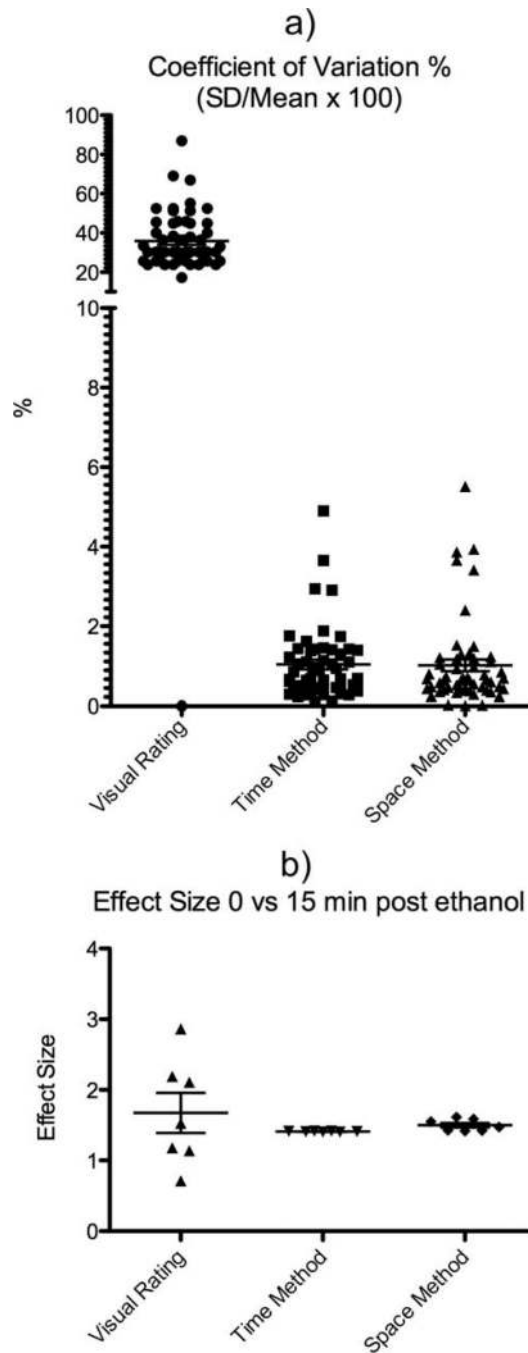 a)
Coefficient of Variation %
(SD/Mean x 100)
100
80
60
40
20
10
8
6
4
2
0
%
Visual Rating
Time Method
Space Method
b)
Effect Size 0 vs 15 min post ethanol
4
3
2
1
0
Effect Size
Visual Rating
Time Method
Space Method